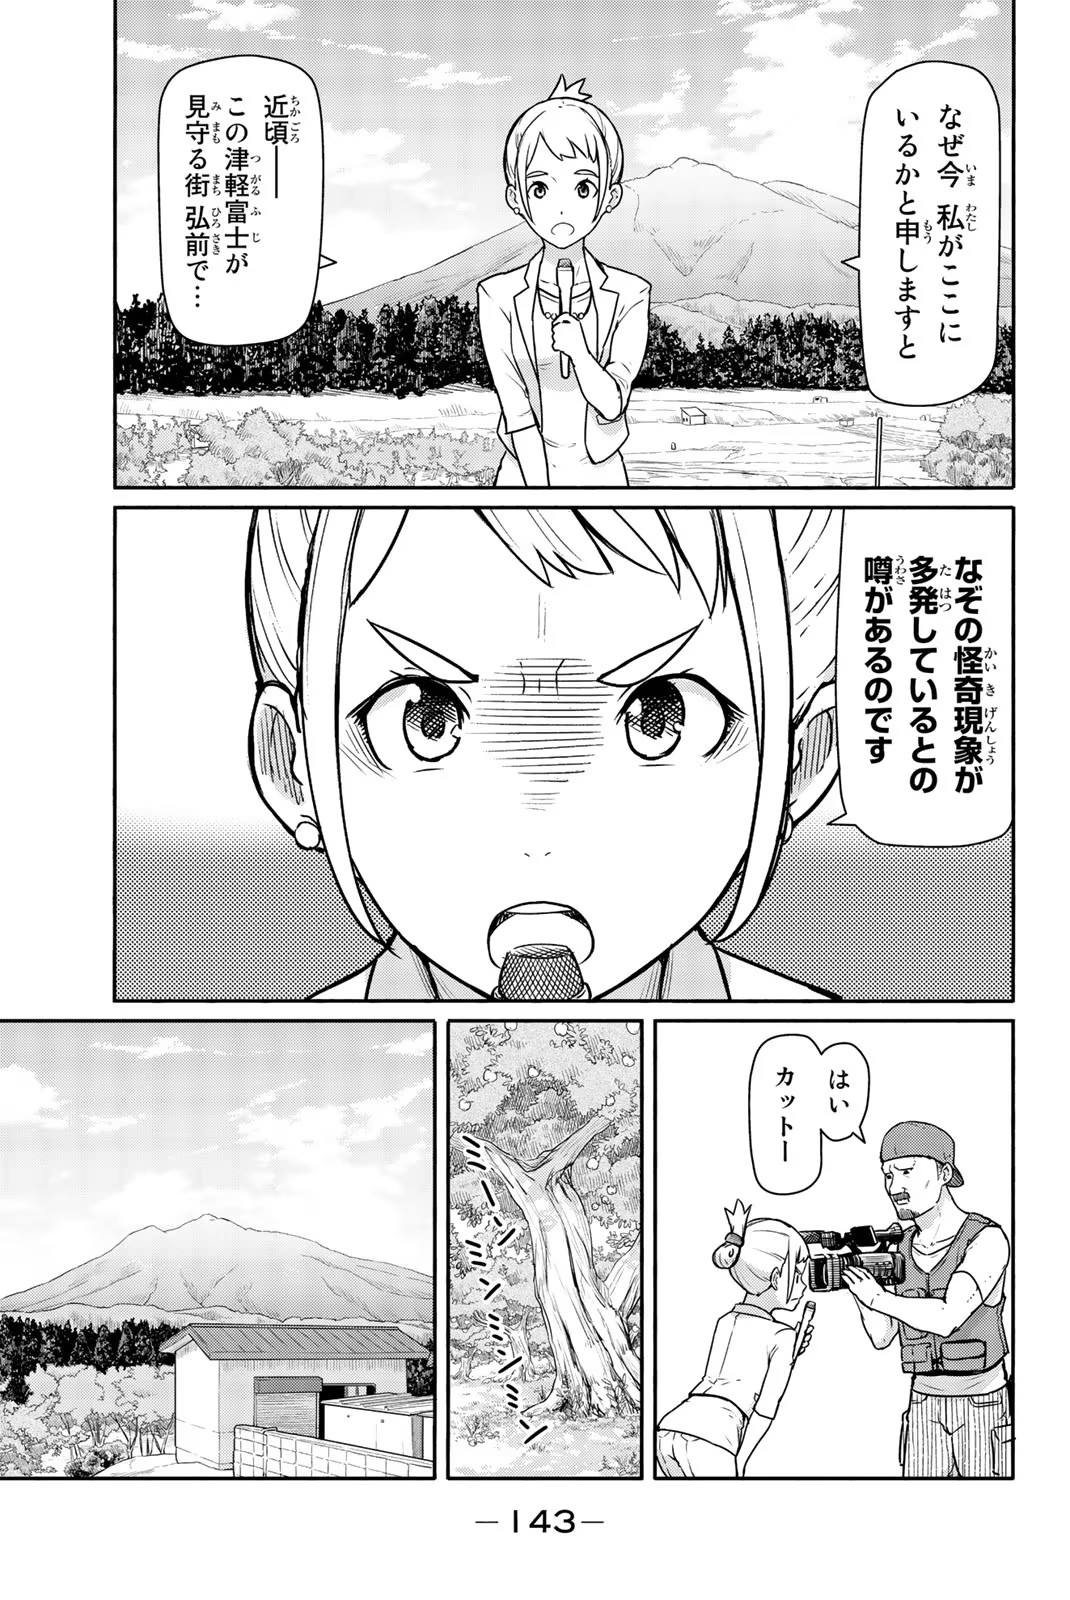 なぜ今 私がここに
いるかと申しますと
近頃――
この津軽富士が
見守る街 弘前で…
なぞの怪奇現象が
多発しているとの
噂があるのです
はい
カットー
ミーンミンミンミーン
―143―